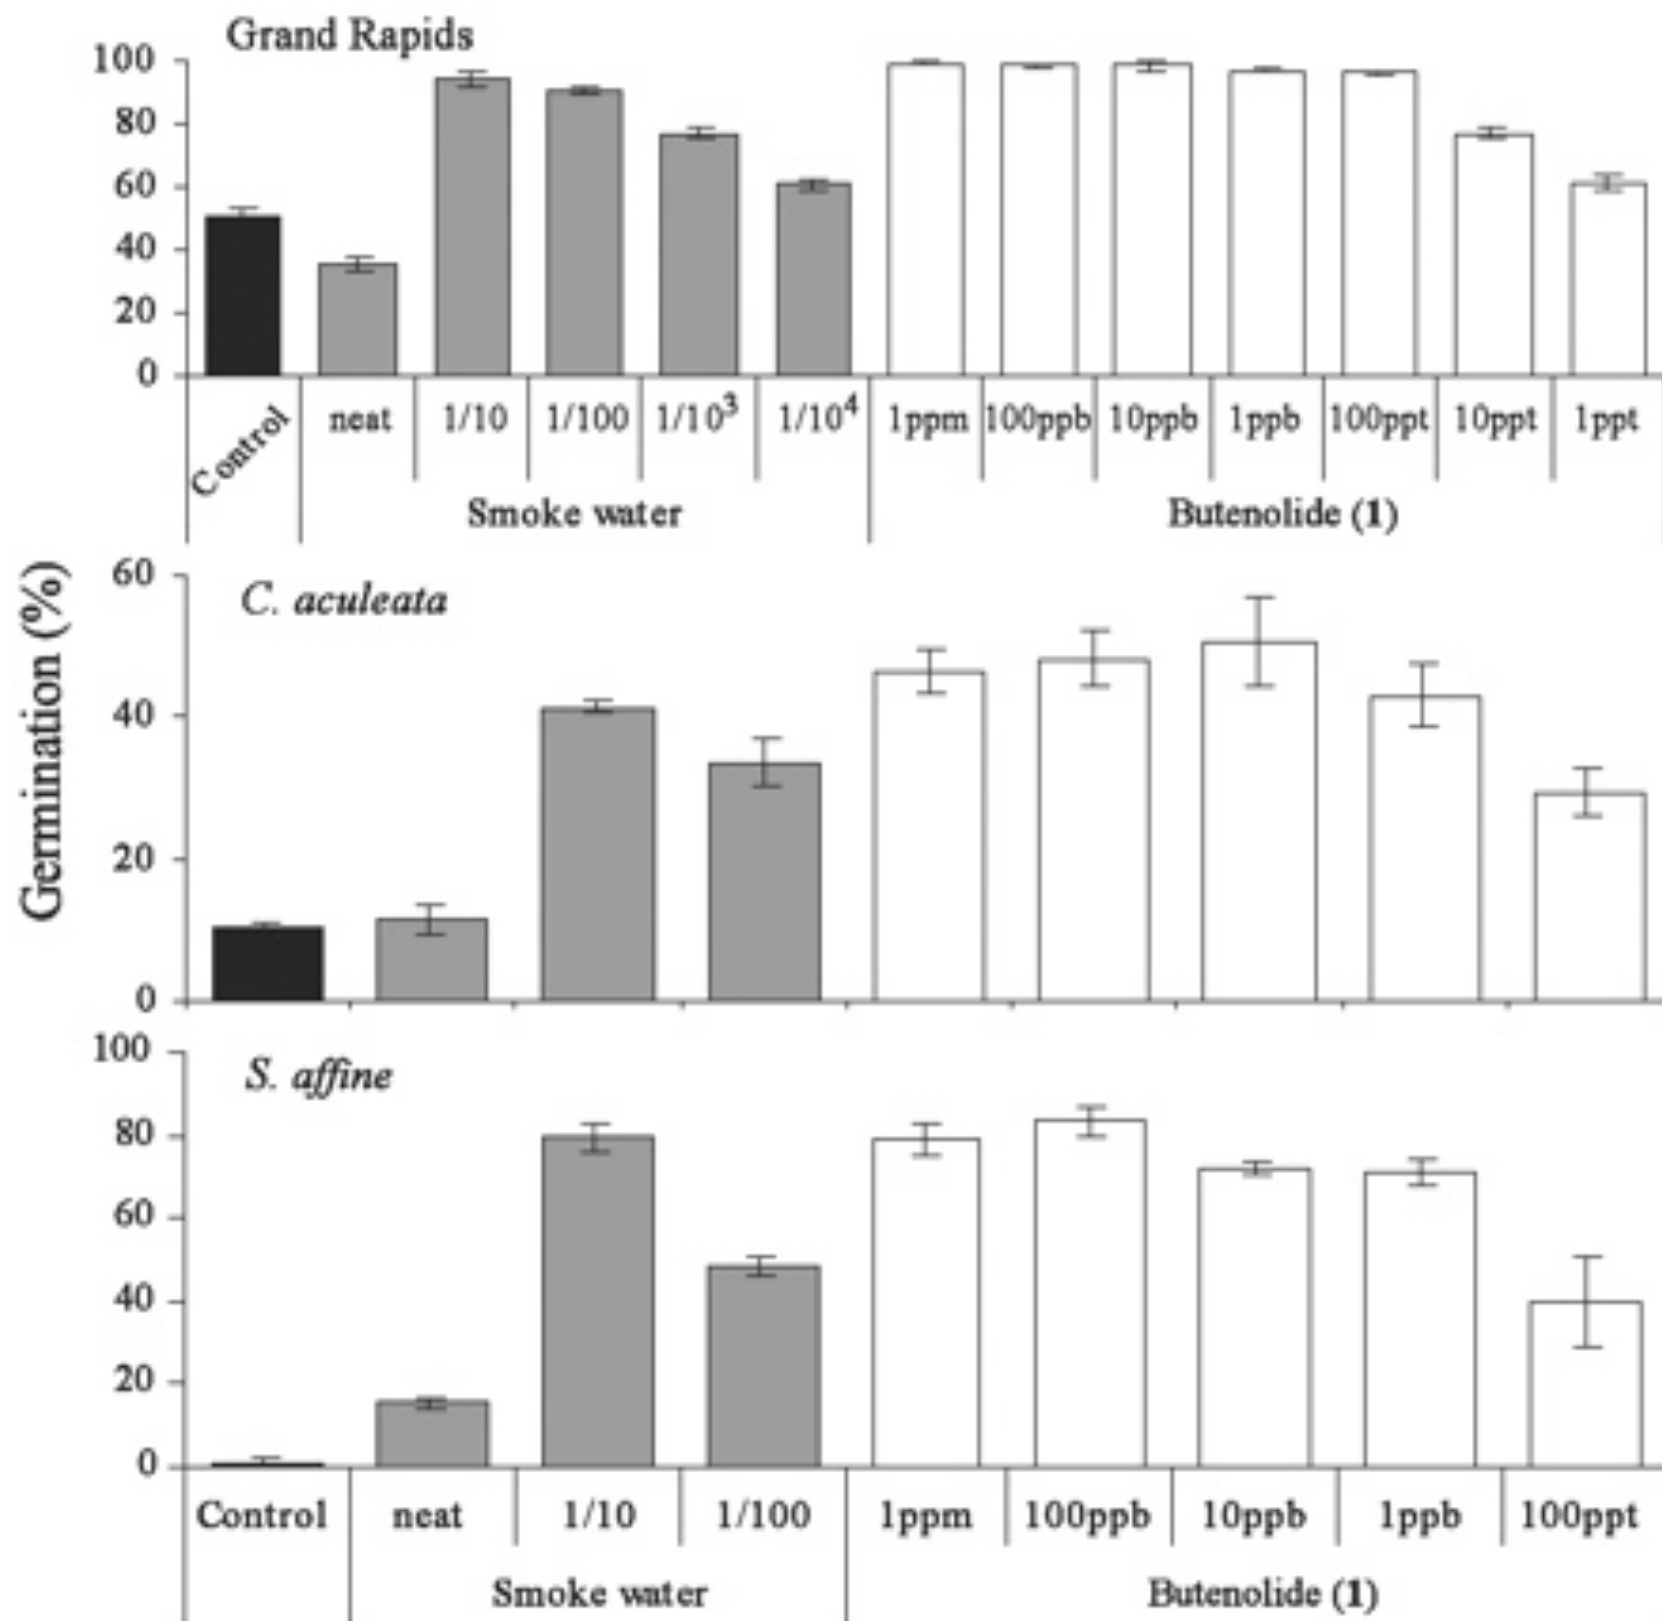 Grand Rapids
100
80
60
40
20
0
Control neat 1/10 1/100 1/10³ 1/10⁴ 1ppm 100ppb 10ppb 1ppb 100ppt 10ppt 1ppt
Smoke water Butenolide (1)
Germination (%)
C. aculeata
60
40
20
0
S. affine
100
80
60
40
20
0
Control neat 1/10 1/100 1ppm 100ppb 10ppb 1ppb 100ppt
Smoke water Butenolide (1)